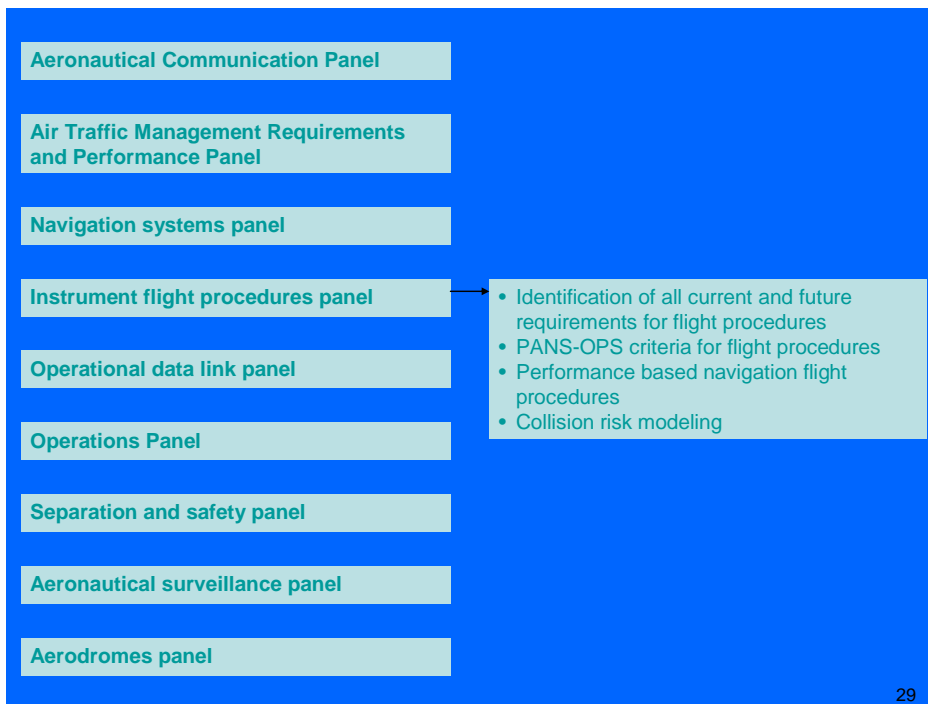 Aeronautical Communication Panel
Air Traffic Management Requirements
and Performance Panel
Navigation systems panel
Instrument flight procedures panel
• Identification of all current and future
requirements for flight procedures
• PANS-OPS criteria for flight procedures
• Performance based navigation flight
procedures
• Collision risk modeling
Operational data link panel
Operations Panel
Separation and safety panel
Aeronautical surveillance panel
Aerodromes panel
29